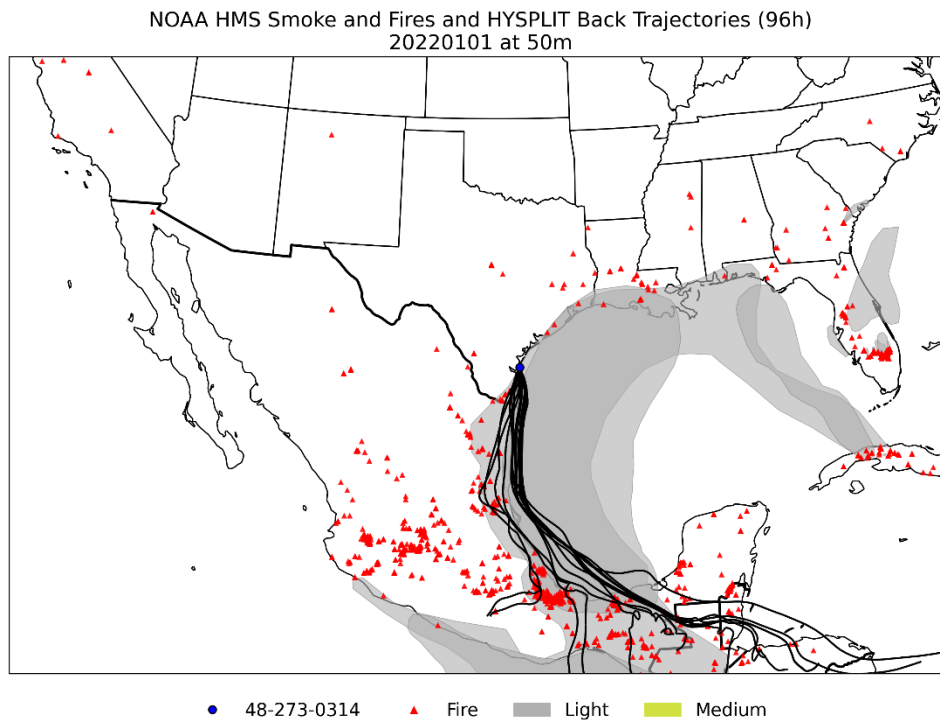 NOAA HMS Smoke and Fires and HYSPLIT Back Trajectories (96h)
20220101 at 50m
48-273-0314 Fire Light Medium